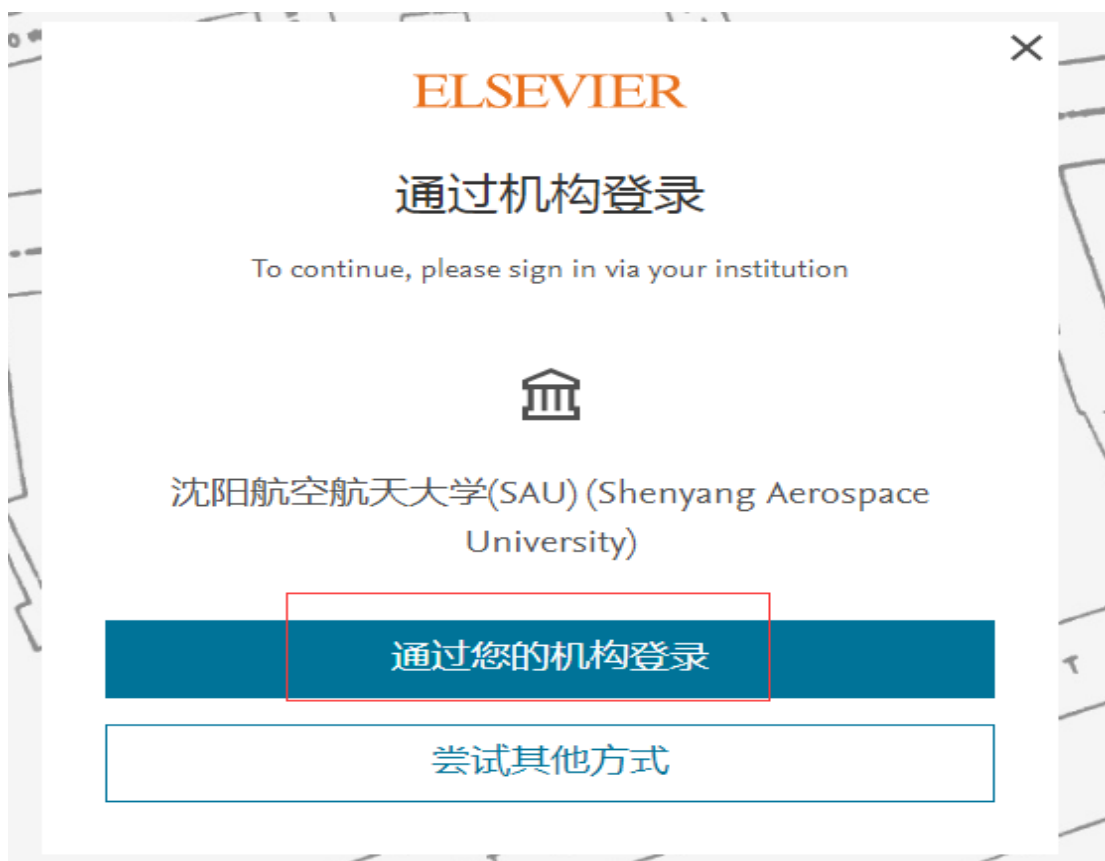 ELSEVIER
通过机构登录
To continue, please sign in via your institution
沈阳航空航天大学(SAU) (Shenyang Aerospace
University)
通过您的机构登录
尝试其他方式